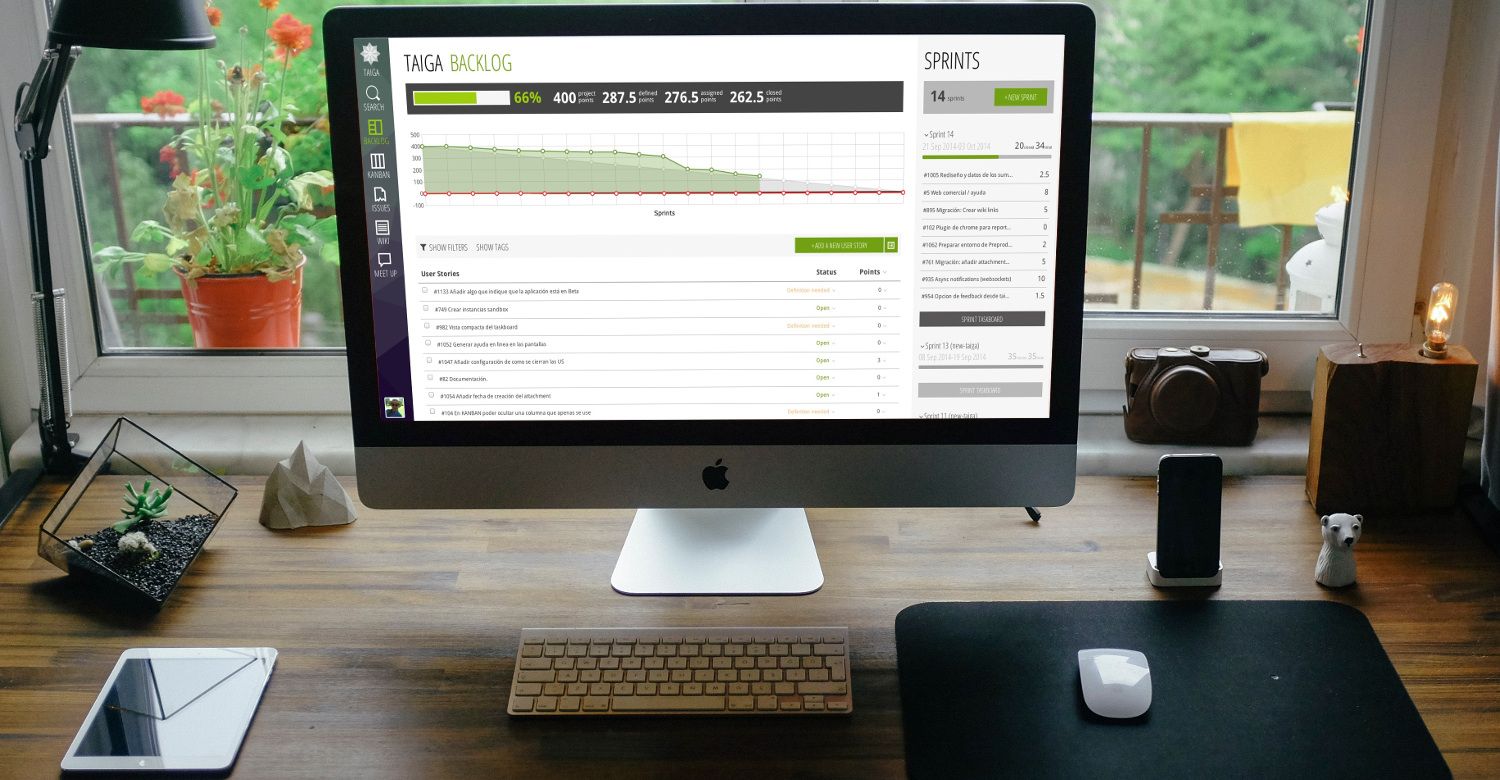 TAIGA
SEARCH
BACKLOG
KANBAN
ISSUES
WIKI
MEET UP
TAIGA BACKLOG
66% 400 project points 287.5 defined points 276.5 assigned points 262.5 closed points
500
400
300
200
100
0
-100
Sprints
SHOW FILTERS SHOW TAGS
+ ADD A NEW USER STORY
User Stories Status Points
#1133 Añadir algo que indique que la aplicación está en Beta Definition needed 0
#749 Crear instancias sandbox Open 0
#982 Vista compacta del taskboard Definition needed 0
#1052 Generar ayuda en línea en las pantallas Open 0
#1047 Añadir configuración de como se cierran las US Open 3
#82 Documentación. Open 0
#1054 Añadir fecha de creación del attachment Open 1
#104 En KANBAN poder ocultar una columna que apenas se use Definition needed 0
SPRINTS
14 sprints
+ NEW SPRINT
Sprint 14
21 Sep 2014-03 Oct 2014 20 34
#1005 Rediseño y datos de los sum... 2.5
#5 Web comercial / ayuda 8
#895 Migración: Crear wiki links 5
#102 Plugin de chrome para report... 0
#1062 Preparar entorno de Preprod... 2
#761 Migración: añadir attachment... 5
#935 Async notifications (websockets) 10
#954 Opcion de feedback desde tai... 1.5
SPRINT TASKBOARD
Sprint 13 (new-taiga)
08 Sep 2014-19 Sep 2014 35 35
SPRINT TASKBOARD
Sprint 11 (new-taiga)